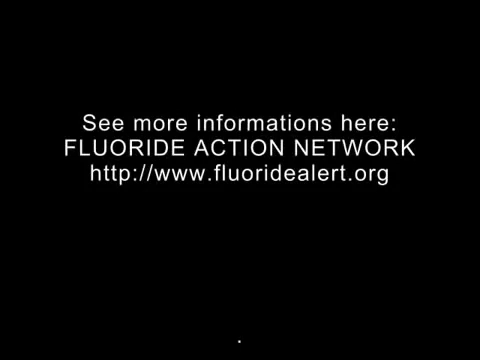 See more informations here:
FLUORIDE ACTION NETWORK
http://www.fluoridealert.org
.